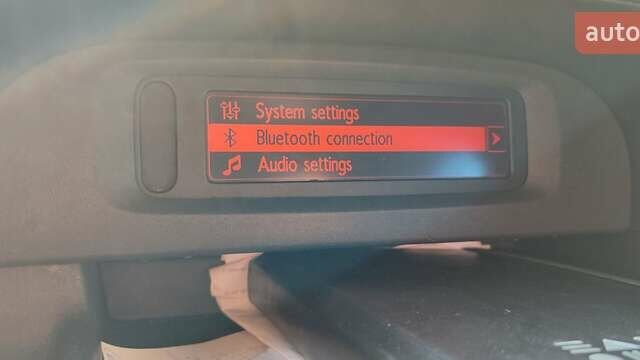 auto
System settings
Bluetooth connection
Audio settings